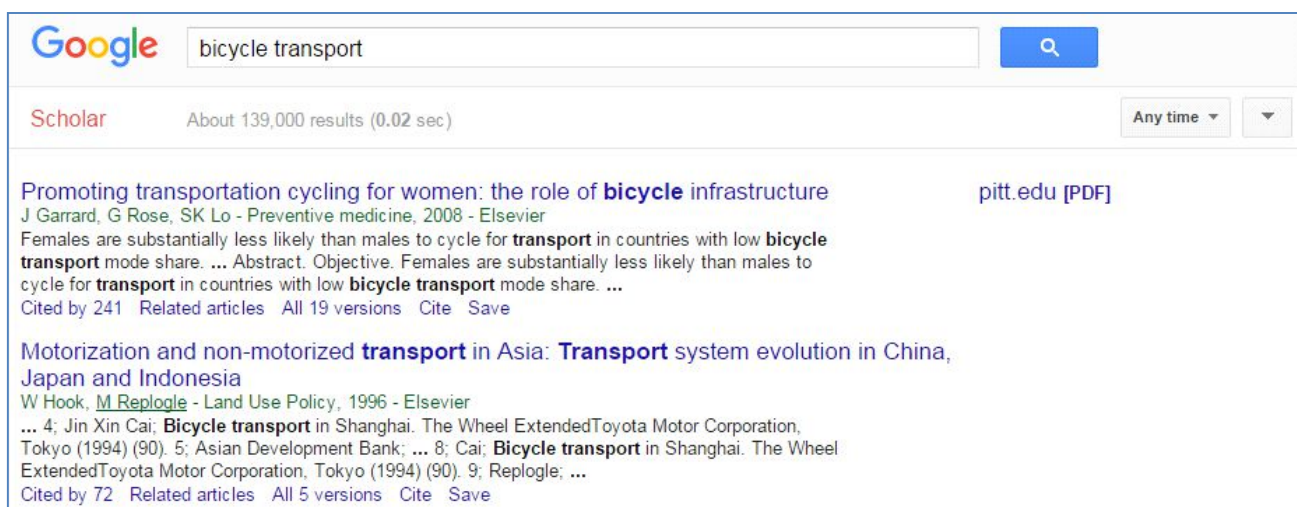 Google bicycle transport
Scholar About 139,000 results (0.02 sec) Any time
Promoting transportation cycling for women: the role of bicycle infrastructure pitt.edu [PDF]
J Garrard, G Rose, SK Lo - Preventive medicine, 2008 - Elsevier
Females are substantially less likely than males to cycle for transport in countries with low bicycle
transport mode share. ... Abstract. Objective. Females are substantially less likely than males to
cycle for transport in countries with low bicycle transport mode share. ...
Cited by 241 Related articles All 19 versions Cite Save
Motorization and non-motorized transport in Asia: Transport system evolution in China,
Japan and Indonesia
W Hook, M Replogle - Land Use Policy, 1996 - Elsevier
... 4; Jin Xin Cai; Bicycle transport in Shanghai. The Wheel ExtendedToyota Motor Corporation,
Tokyo (1994) (90). 5; Asian Development Bank; ... 8; Cai; Bicycle transport in Shanghai. The Wheel
ExtendedToyota Motor Corporation, Tokyo (1994) (90). 9; Replogle; ...
Cited by 72 Related articles All 5 versions Cite Save